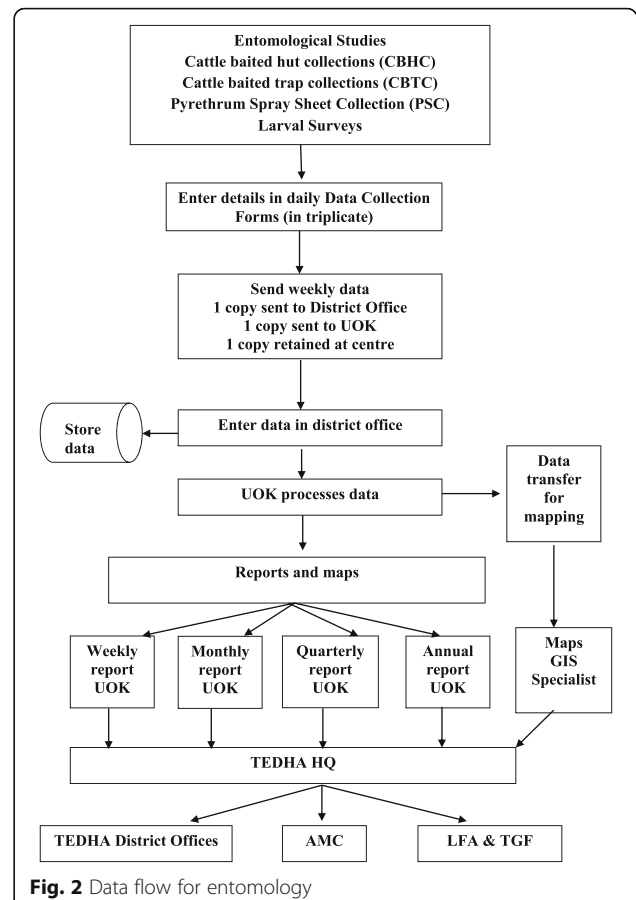 Entomological Studies
Cattle baited hut collections (CBHC)
Cattle baited trap collections (CBTC)
Pyrethrum Spray Sheet Collection (PSC)
Larval Surveys
Enter details in daily Data Collection
Forms (in triplicate)
Send weekly data
1 copy sent to District Office
1 copy sent to UOK
1 copy retained at centre
Store
data
Enter data in district office
UOK processes data
Data
transfer
for
mapping
Reports and maps
Weekly
report
UOK
Monthly
report
UOK
Quarterly
report
UOK
Annual
report
UOK
Maps
GIS
Specialist
TEDHA HQ
TEDHA District Offices
AMC
LFA & TGF
Fig. 2 Data flow for entomology